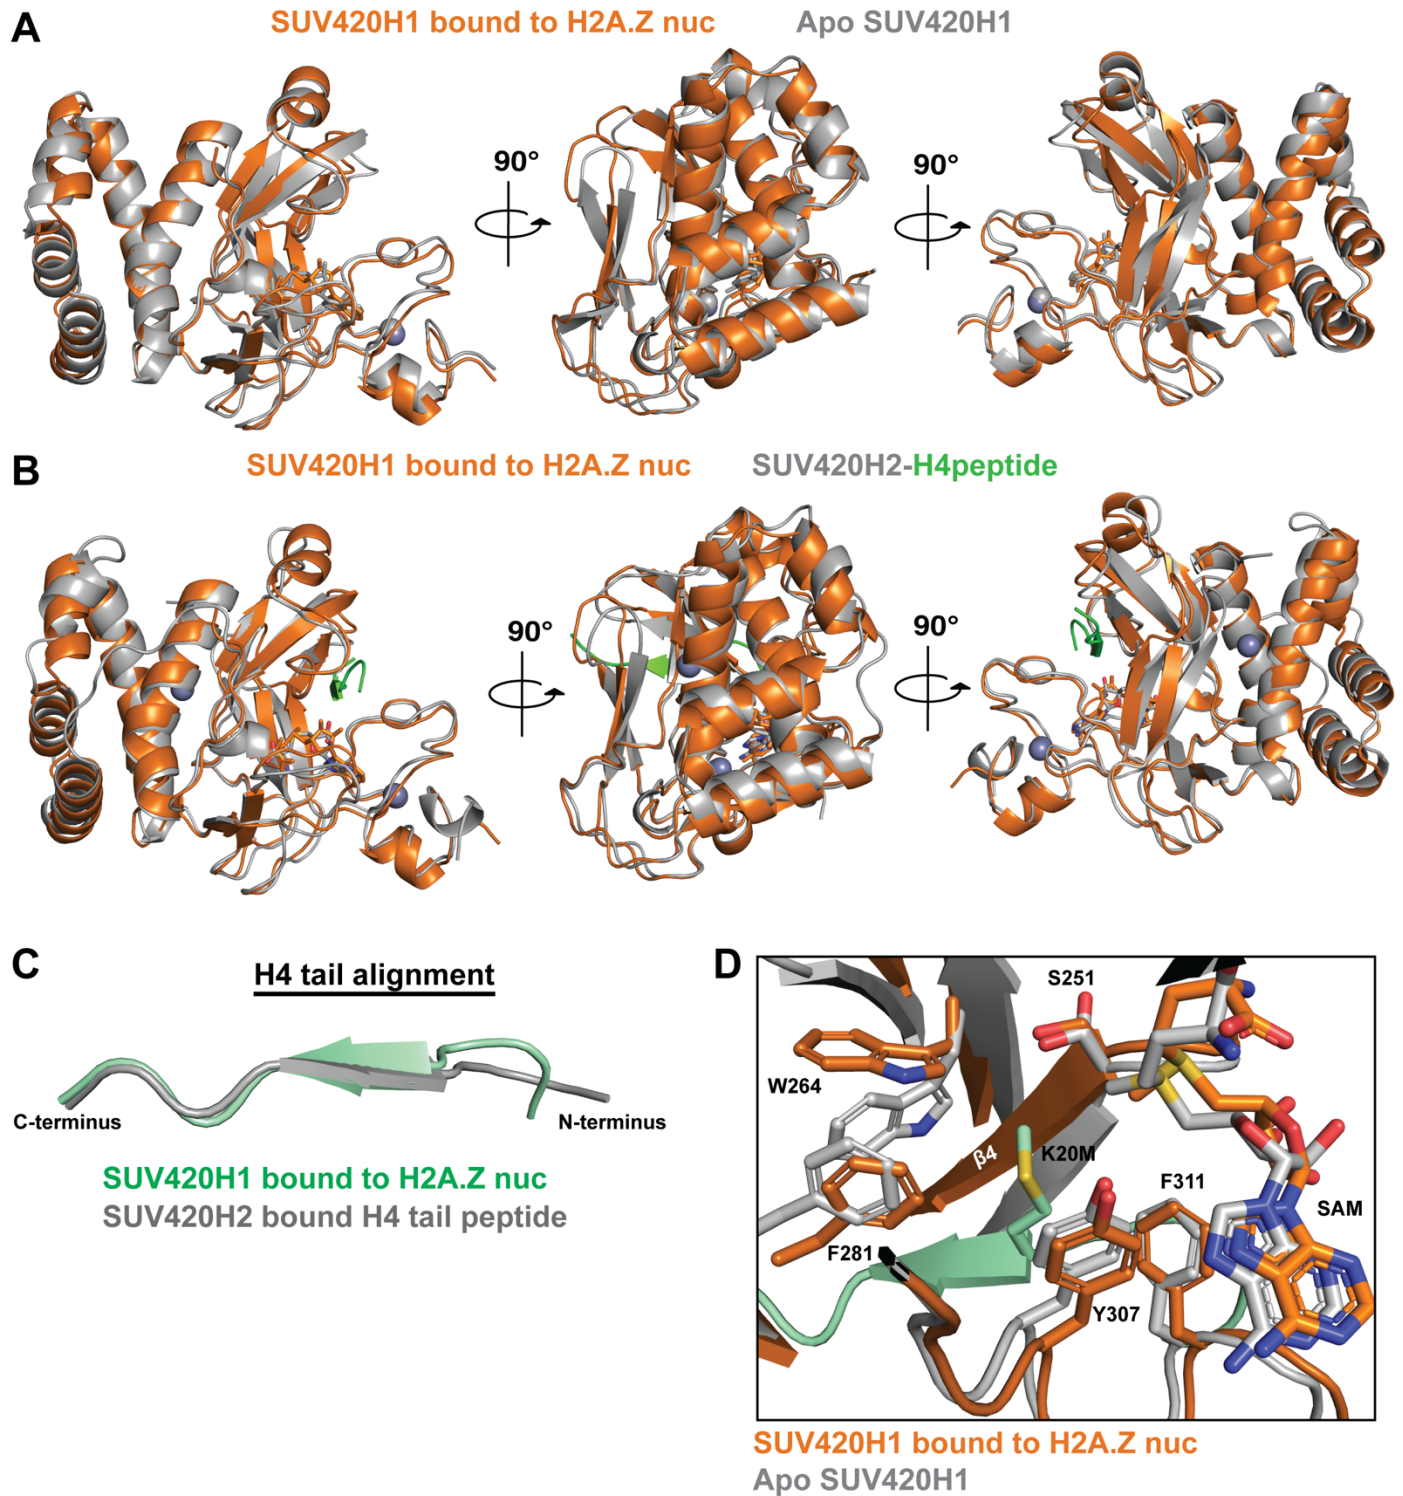 A
SUV420H1 bound to H2A.Z nuc Apo SUV420H1
90° 90°
B
SUV420H1 bound to H2A.Z nuc SUV420H2-H4peptide
90° 90°
C
H4 tail alignment
C-terminus N-terminus
SUV420H1 bound to H2A.Z nuc
SUV420H2 bound H4 tail peptide
D
S251
W264
β4 K20M
F311
SAM
F281
Y307
SUV420H1 bound to H2A.Z nuc
Apo SUV420H1